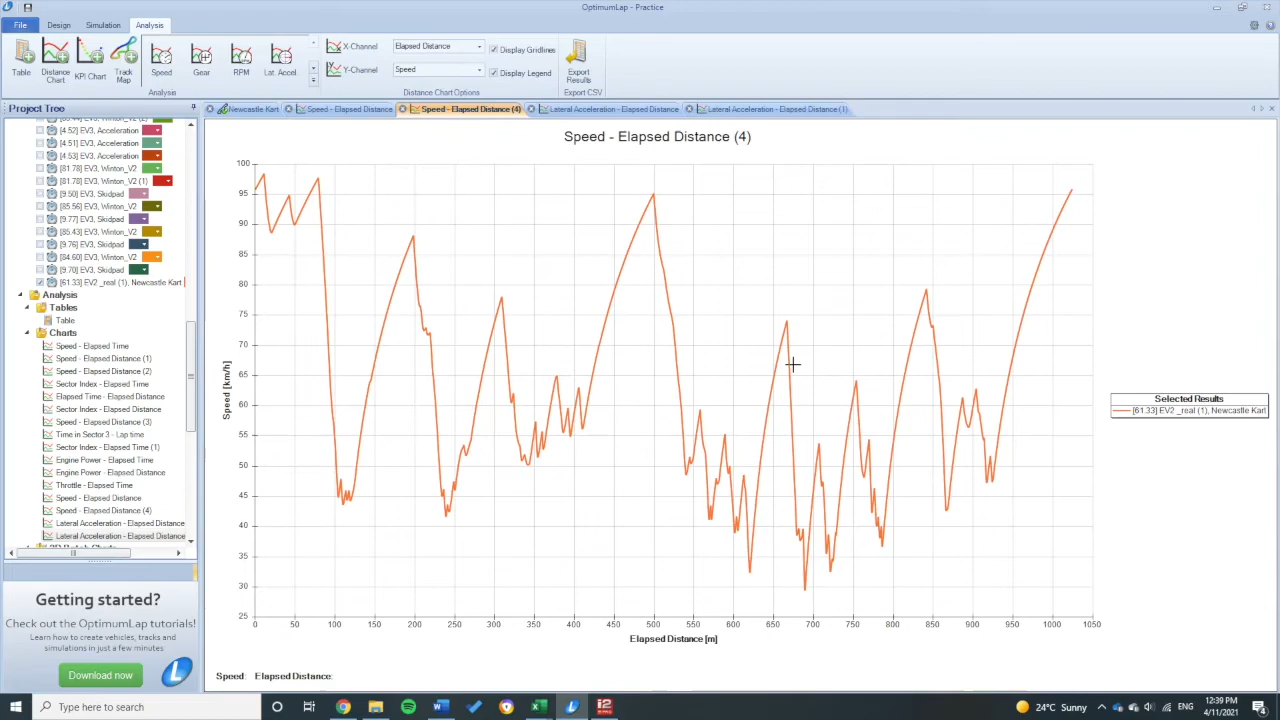 OptimumLap - Practice
File Design Simulation Analysis
Table
Distance Chart
KPI Chart
Track Map
Speed
Gear
RPM
Lat. Accel.
X-Channel Elapsed Distance
Y-Channel Speed
Display Gridlines
Display Legend
Export Results
Analysis Distance Chart Options Export CSV
Project Tree
Newcastle Kart Speed - Elapsed Distance Speed - Elapsed Distance (4) Lateral Acceleration - Elapsed Distance Lateral Acceleration - Elapsed Distance (1)
[4.52] EV3, Acceleration
[4.51] EV3, Acceleration
[4.53] EV3, Acceleration
[81.78] EV3, Winton_V2
[81.78] EV3, Winton_V2 (1)
[9.50] EV3, Skidpad
[85.56] EV3, Winton_V2
[9.77] EV3, Skidpad
[85.43] EV3, Winton_V2
[9.76] EV3, Skidpad
[84.60] EV3, Winton_V2
[9.70] EV3, Skidpad
[61.33] EV2 _real (1), Newcastle Kart
Analysis
Tables
Table
Charts
Speed - Elapsed Time
Speed - Elapsed Distance (1)
Speed - Elapsed Distance (2)
Sector Index - Elapsed Time
Elapsed Time - Elapsed Distance
Sector Index - Elapsed Distance
Speed - Elapsed Distance (3)
Time in Sector 3 - Lap time
Sector Index - Elapsed Time (1)
Engine Power - Elapsed Time
Engine Power - Elapsed Distance
Throttle - Elapsed Time
Speed - Elapsed Distance
Speed - Elapsed Distance (4)
Lateral Acceleration - Elapsed Distance
Lateral Acceleration - Elapsed Distance
Getting started?
Check out the OptimumLap tutorials!
Learn how to create vehicles, tracks and
simulations in just a few minutes
Download now
Speed - Elapsed Distance (4)
100
95
90
85
80
75
70
65
60
55
50
45
40
35
30
25
Speed [km/h]
0 50 100 150 200 250 300 350 400 450 500 550 600 650 700 750 800 850 900 950 1000 1050
Elapsed Distance [m]
Selected Results
[61.33] EV2 _real (1), Newcastle Kart
Speed: Elapsed Distance:
Type here to search
24°C Sunny
ENG
12:39 PM
4/11/2021